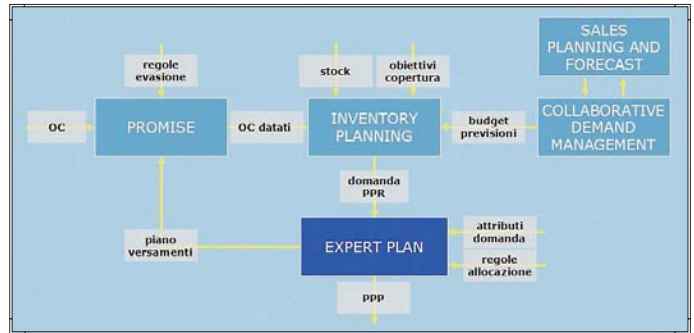 SALES
PLANNING AND
FORECAST
regole
evasione
stock
obiettivi
copertura
OC
PROMISE
OC datati
INVENTORY
PLANNING
budget
previsioni
COLLABORATIVE
DEMAND
MANAGEMENT
domanda
PPR
piano
versamenti
EXPERT PLAN
attributi
domanda
regole
allocazione
PPP